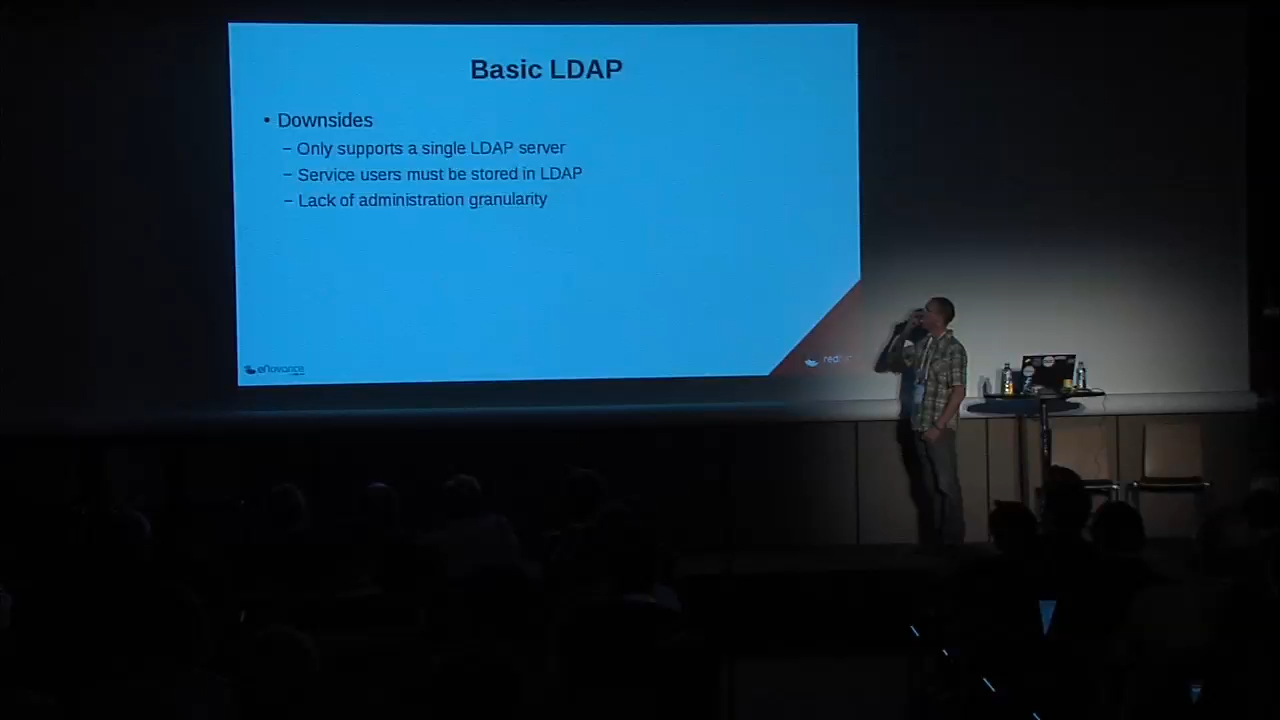 Basic LDAP
• Downsides
– Only supports a single LDAP server
– Service users must be stored in LDAP
– Lack of administration granularity
eNovance